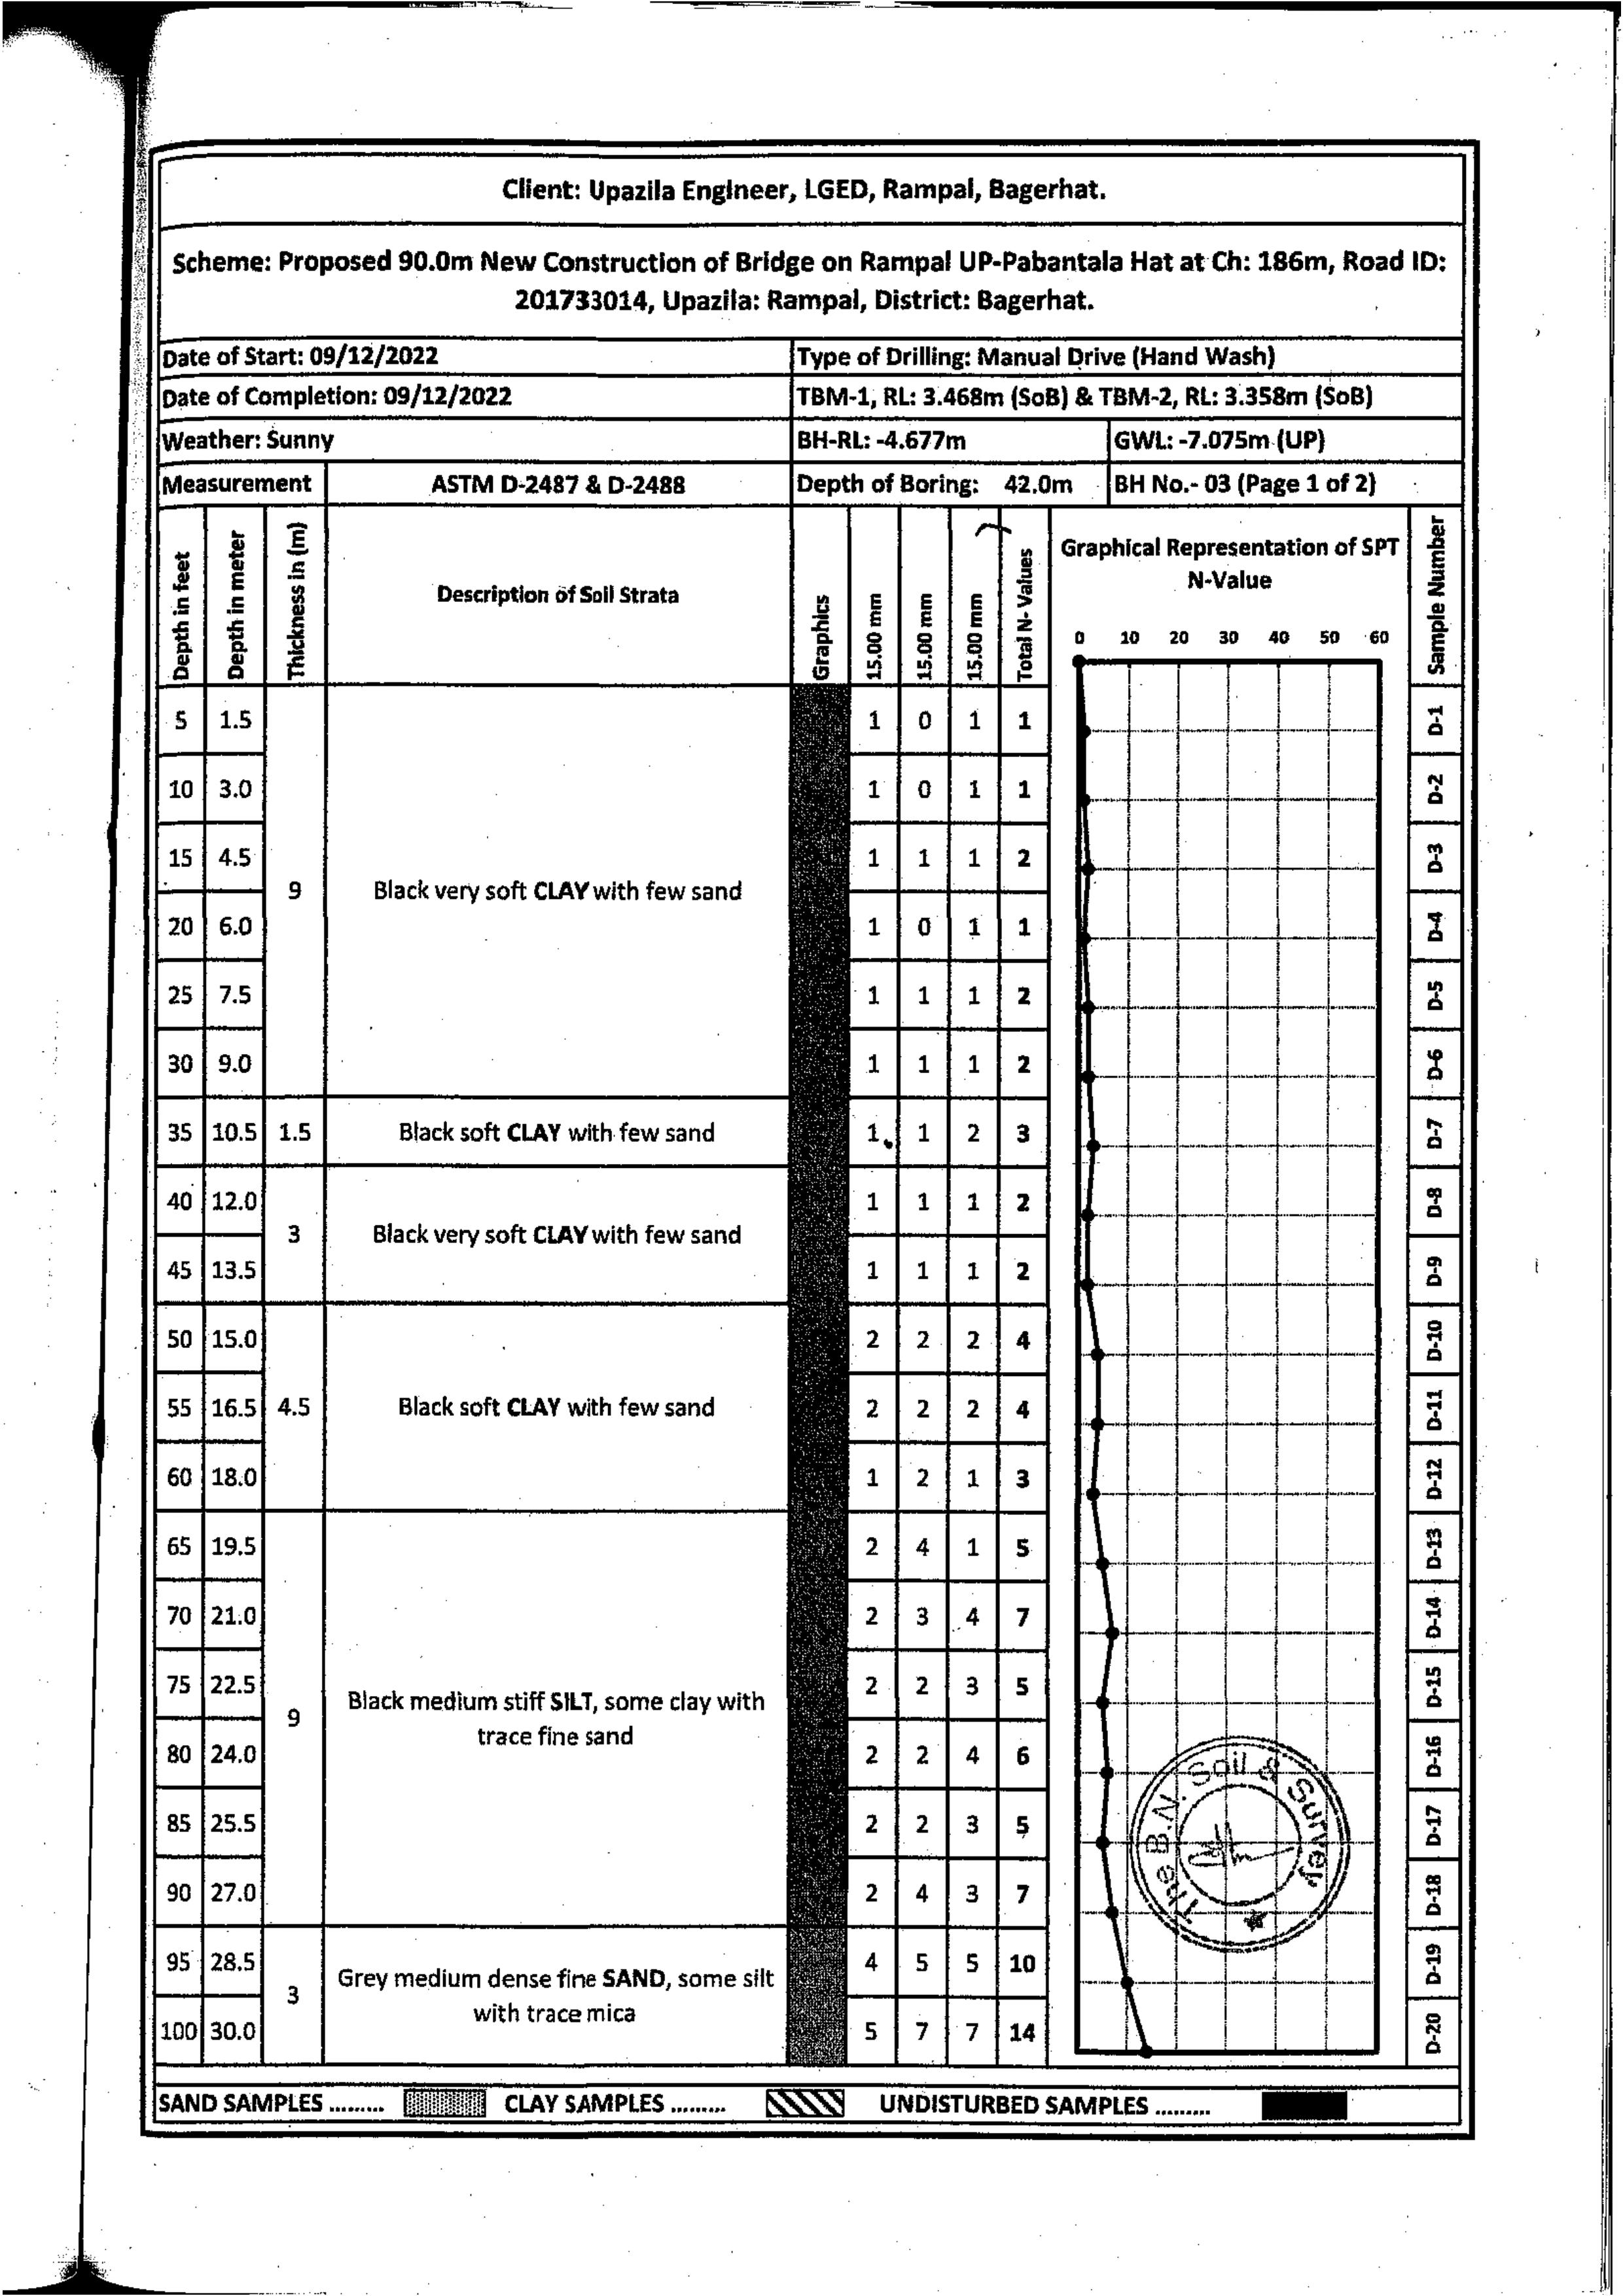 Client: Upazila Engineer, LGED, Rampal, Bagerhat.
Scheme: Proposed 90.0m New Construction of Bridge on Rampal UP-Pabantala Hat at Ch: 186m, Road ID:
201733014, Upazila: Rampal, District: Bagerhat.
Date of Start: 09/12/2022 Type of Drilling: Manual Drive (Hand Wash)
Date of Completion: 09/12/2022 TBM-1, RL: 3.468m (SoB) & TBM-2, RL: 3.358m (SoB)
Weather: Sunny BH-RL: -4.677m GWL: -7.075m (UP)
Measurement ASTM D-2487 & D-2488 Depth of Boring: 42.0m BH No.- 03 (Page 1 of 2)
Depth in feet
Depth in meter
Thickness in (m)
Description of Soil Strata
Graphics
15.00 mm
15.00 mm
15.00 mm
Total N- Values
Graphical Representation of SPT
N-Value
0 10 20 30 40 50 60
Sample Number
5 1.5 1 0 1 1 D-1
10 3.0 1 0 1 1 D-2
15 4.5 1 1 1 2 D-3
9 Black very soft CLAY with few sand
20 6.0 1 0 1 1 D-4
25 7.5 1 1 1 2 D-5
30 9.0 1 1 1 2 D-6
35 10.5 1.5 Black soft CLAY with few sand 1 1 2 3 D-7
40 12.0 1 1 1 2 D-8
3 Black very soft CLAY with few sand
45 13.5 1 1 1 2 D-9
50 15.0 2 2 2 4 D-10
55 16.5 4.5 Black soft CLAY with few sand 2 2 2 4 D-11
60 18.0 1 2 1 3 D-12
65 19.5 2 4 1 5 D-13
70 21.0 2 3 4 7 D-14
75 22.5 2 2 3 5 D-15
9 Black medium stiff SILT, some clay with
trace fine sand
80 24.0 2 2 4 6 D-16
85 25.5 2 2 3 5 D-17
90 27.0 2 4 3 7 D-18
The B.N. Soil & Survey
95 28.5 4 5 5 10 D-19
3 Grey medium dense fine SAND, some silt
with trace mica
100 30.0 5 7 7 14 D-20
SAND SAMPLES ......... CLAY SAMPLES ......... UNDISTURBED SAMPLES .........